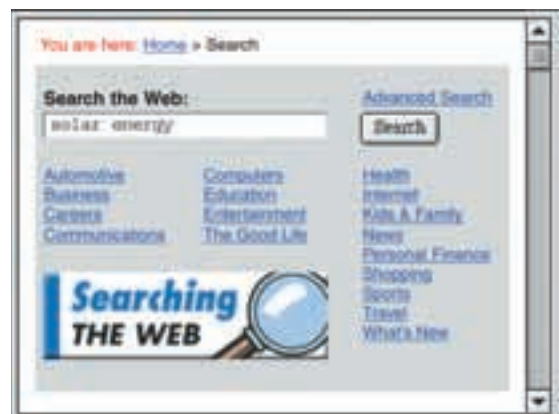 You are here: Home » Search
Search the Web:
Advanced Search
solar energy
Search
Automotive
Business
Careers
Communications
Computers
Education
Entertainment
The Good Life
Health
Internet
Kids & Family
News
Personal Finance
Shopping
Sports
Travel
What's New
Searching
THE WEB